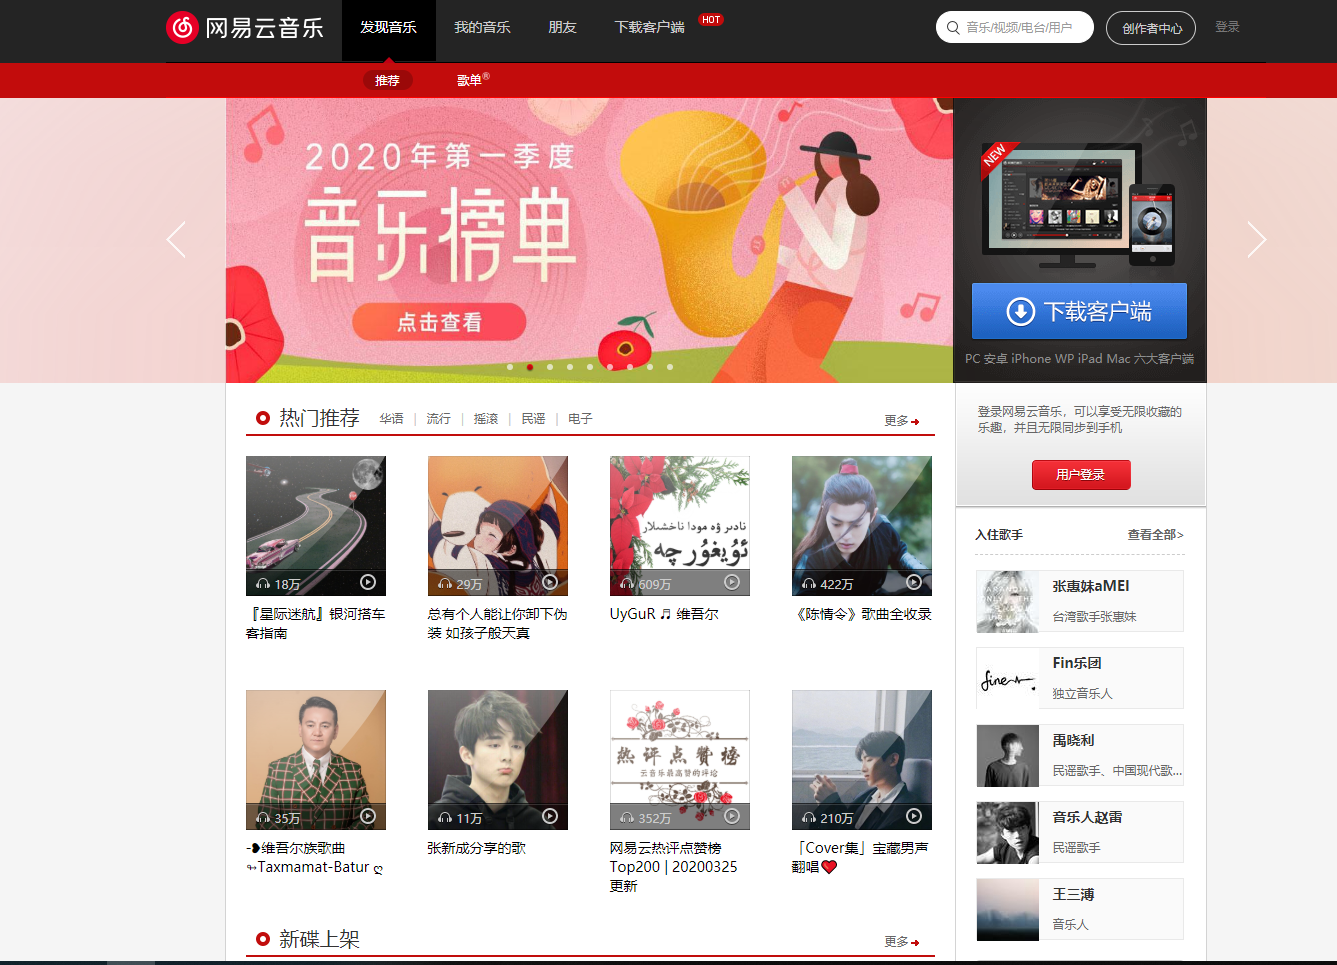 网易云音乐
发现音乐
我的音乐
朋友
下载客户端
HOT
音乐/视频/电台/用户
创作者中心
登录
推荐
歌单®
2020年第一季度
音乐榜单
点击查看
NEW
下载客户端
PC 安卓 iPhone WP iPad Mac 六大客户端
热门推荐
华语 | 流行 | 摇滚 | 民谣 | 电子
更多
登录网易云音乐，可以享受无限收藏的
乐趣，并且无限同步到手机
用户登录
18万
29万
نادىر ۋە مودا ناخشىلار
ئۇيغۇرچە
609万
422万
『星际迷航』银河搭车
客指南
总有个人能让你卸下伪
装 如孩子般天真
UyGuR ♬ 维吾尔
《陈情令》歌曲全收录
入住歌手
查看全部>
张惠妹aMEI
台湾歌手张惠妹
Fin乐团
独立音乐人
禹晓利
民谣歌手、中国现代歌...
音乐人赵雷
民谣歌手
王三溥
音乐人
35万
11万
热评点赞榜
云音乐最高赞的评论
352万
210万
-❥维吾尔族歌曲
↬Taxmamat-Batur ღ
张新成分享的歌
网易云热评点赞榜
Top200 | 20200325
更新
「Cover集」宝藏男声
翻唱❤
新碟上架
更多